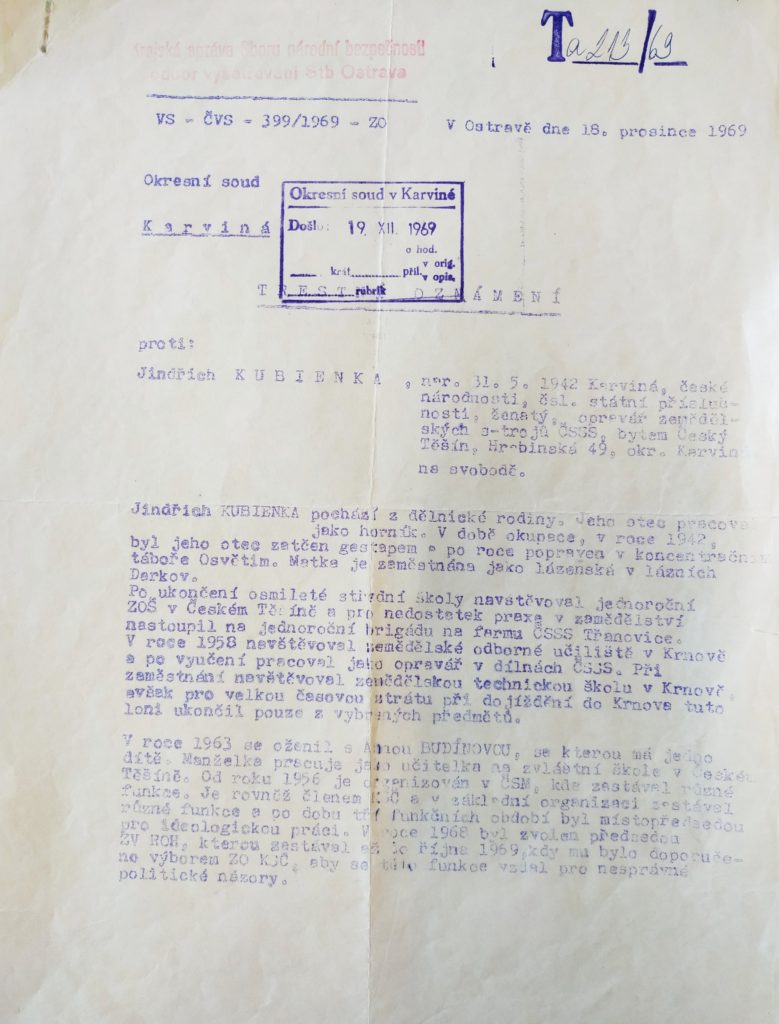 Krajská správa Sboru národní bezpečnosti
odbor vyšetřování Stb Ostrava
Ta 213/69
VS - ČVS - 399/1969 - ZO
V Ostravě dne 18. prosince 1969
Okresní soud
K a r v i n á
Okresní soud v Karviné
Došlo: 19. XII. 1969
o hod.
krát. příl. v orig.
v opis.
rubrik
T R E S T N Í O Z N Á M E N Í
proti:
Jindřich K U B I E N K A , nar. 31. 5. 1942 Karviná, české
národnosti, čsl. státní přísluš-
nosti, ženatý, opravář zeměděl-
ských s-trojů ČSSS, bytem Český
Těšín, Hrabinská 49, okr. Karviná
na svobodě.
Jindřich KUBIENKA pochází z dělnické rodiny. Jeho otec pracoval
jako horník. V době okupace, v roce 1942,
byl jeho otec zatčen gestapem a po roce popraven v koncentračním
táboře Osvětim. Matka je zaměstnána jako lázeňská v lázních
Darkov.
Po ukončení osmileté střední školy navštěvoval jednoroční
ZOŠ v Českém Těšíně a pro nedostatek praxe v zamědělství
nastoupil na jednoroční brigádu na farmu ČSSS Třanovice.
V roce 1958 navštěvoval zemědělské odborné učiliště v Krnově
a po vyučení pracoval jako opravář v dílnách ČSSS. Při
zaměstnání navštěvoval zemědělskou technickou školu v Krnově,
avšak pro velkou časovou strátu při dojíždění do Krnova tuto
loni ukončil pouze z vybraných předmětů.
V roce 1963 se oženil s Annou BUDÍNOVOU, se kterou má jedno
dítě. Manželka pracuje jako učitelka na zvláštní škole v Českém
Těšíně. Od roku 1956 je organizován v ČSM, kde zastával různé
funkce. Je rovněž členem KSČ a v základní organizaci zastával
různé funkce a po dobu tří funkčních období byl místopředsedou
pro ideologickou práci. V roce 1968 byl zvolen předsedou
ZV ROH, kterou zastával až do října 1969,kdy mu bylo doporuče-
no výborem ZO KSČ, aby se této funkce vzdal pro nesprávné
politické názory.